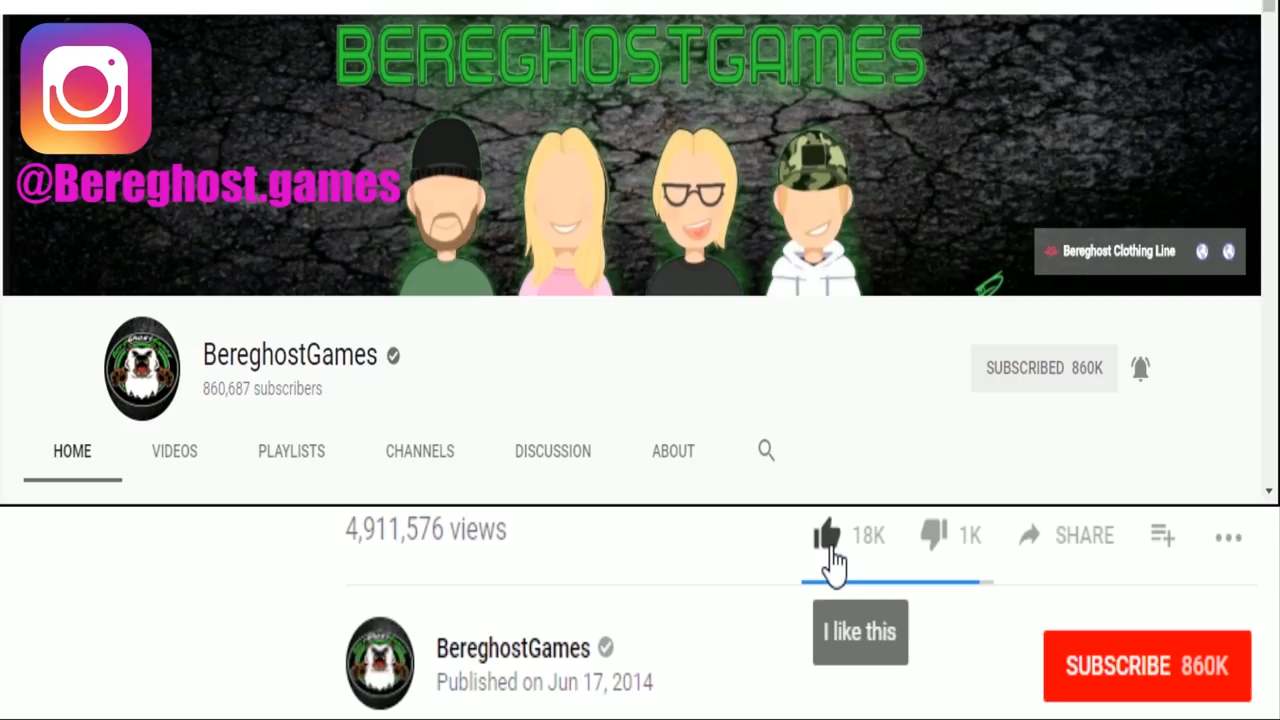 BEREGHOSTGAMES
@Bereghost.games
Bereghost Clothing Line
BereghostGames
860,687 subscribers
SUBSCRIBED 860K
HOME VIDEOS PLAYLISTS CHANNELS DISCUSSION ABOUT
4,911,576 views
18K 1K SHARE
I like this
BereghostGames
Published on Jun 17, 2014
SUBSCRIBE 860K